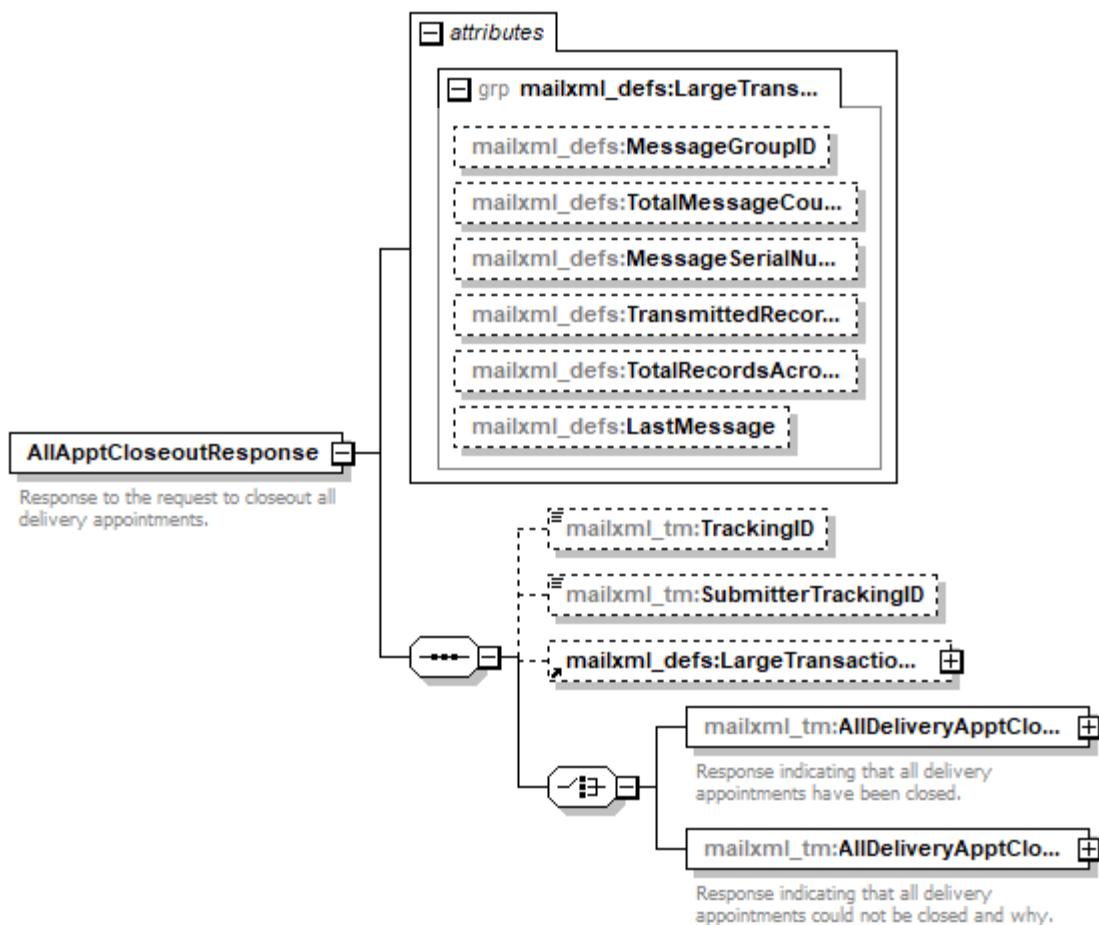 attributes
grp mailxml_defs:LargeTrans...
mailxml_defs:MessageGroupID
mailxml_defs:TotalMessageCou...
mailxml_defs:MessageSerialNu...
mailxml_defs:TransmittedRecor...
mailxml_defs:TotalRecordsAcro...
mailxml_defs:LastMessage
AllApptCloseoutResponse
Response to the request to closeout all
delivery appointments.
mailxml_tm:TrackingID
mailxml_tm:SubmitterTrackingID
mailxml_defs:LargeTransactio...
mailxml_tm:AllDeliveryApptClo...
Response indicating that all delivery
appointments have been closed.
mailxml_tm:AllDeliveryApptClo...
Response indicating that all delivery
appointments could not be closed and why.